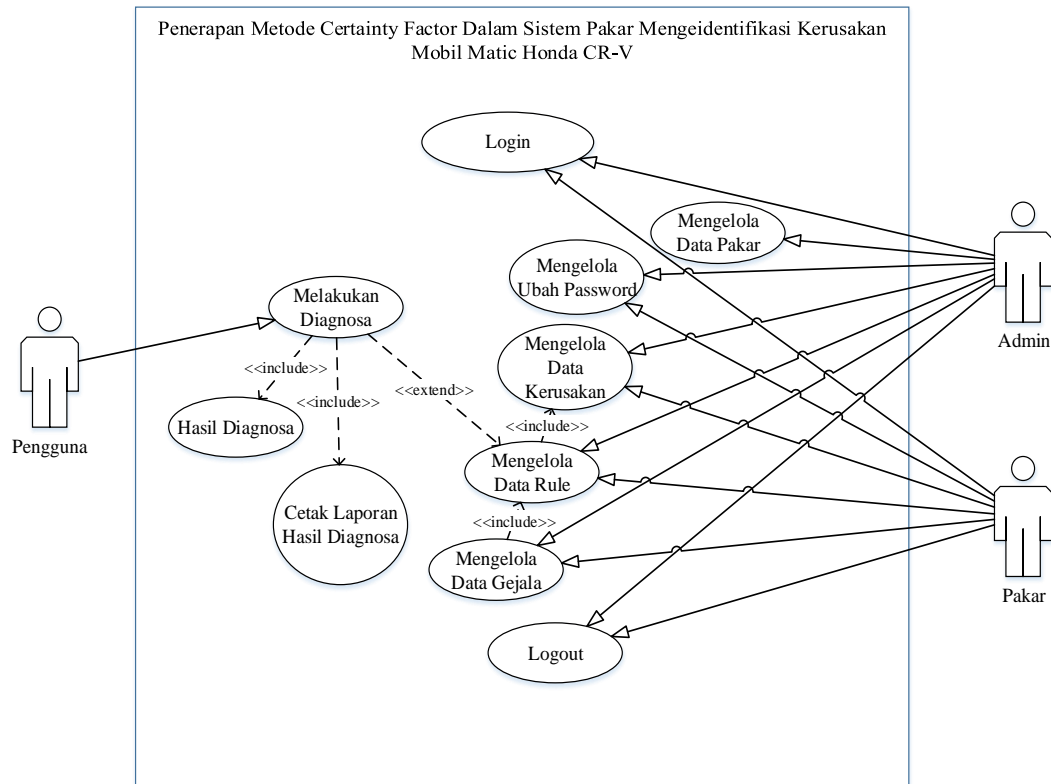 Penerapan Metode Certainty Factor Dalam Sistem Pakar Mengeidentifikasi Kerusakan
Mobil Matic Honda CR-V
Login
Mengelola
Data Pakar
Mengelola
Ubah Password
Melakukan
Diagnosa
Mengelola
Data
Kerusakan
Admin
<<include>>
<<include>>
<<extend>>
<<include>>
Hasil Diagnosa
Pengguna
Mengelola
Data Rule
Cetak Laporan
Hasil Diagnosa
<<include>>
Mengelola
Data Gejala
Pakar
Logout